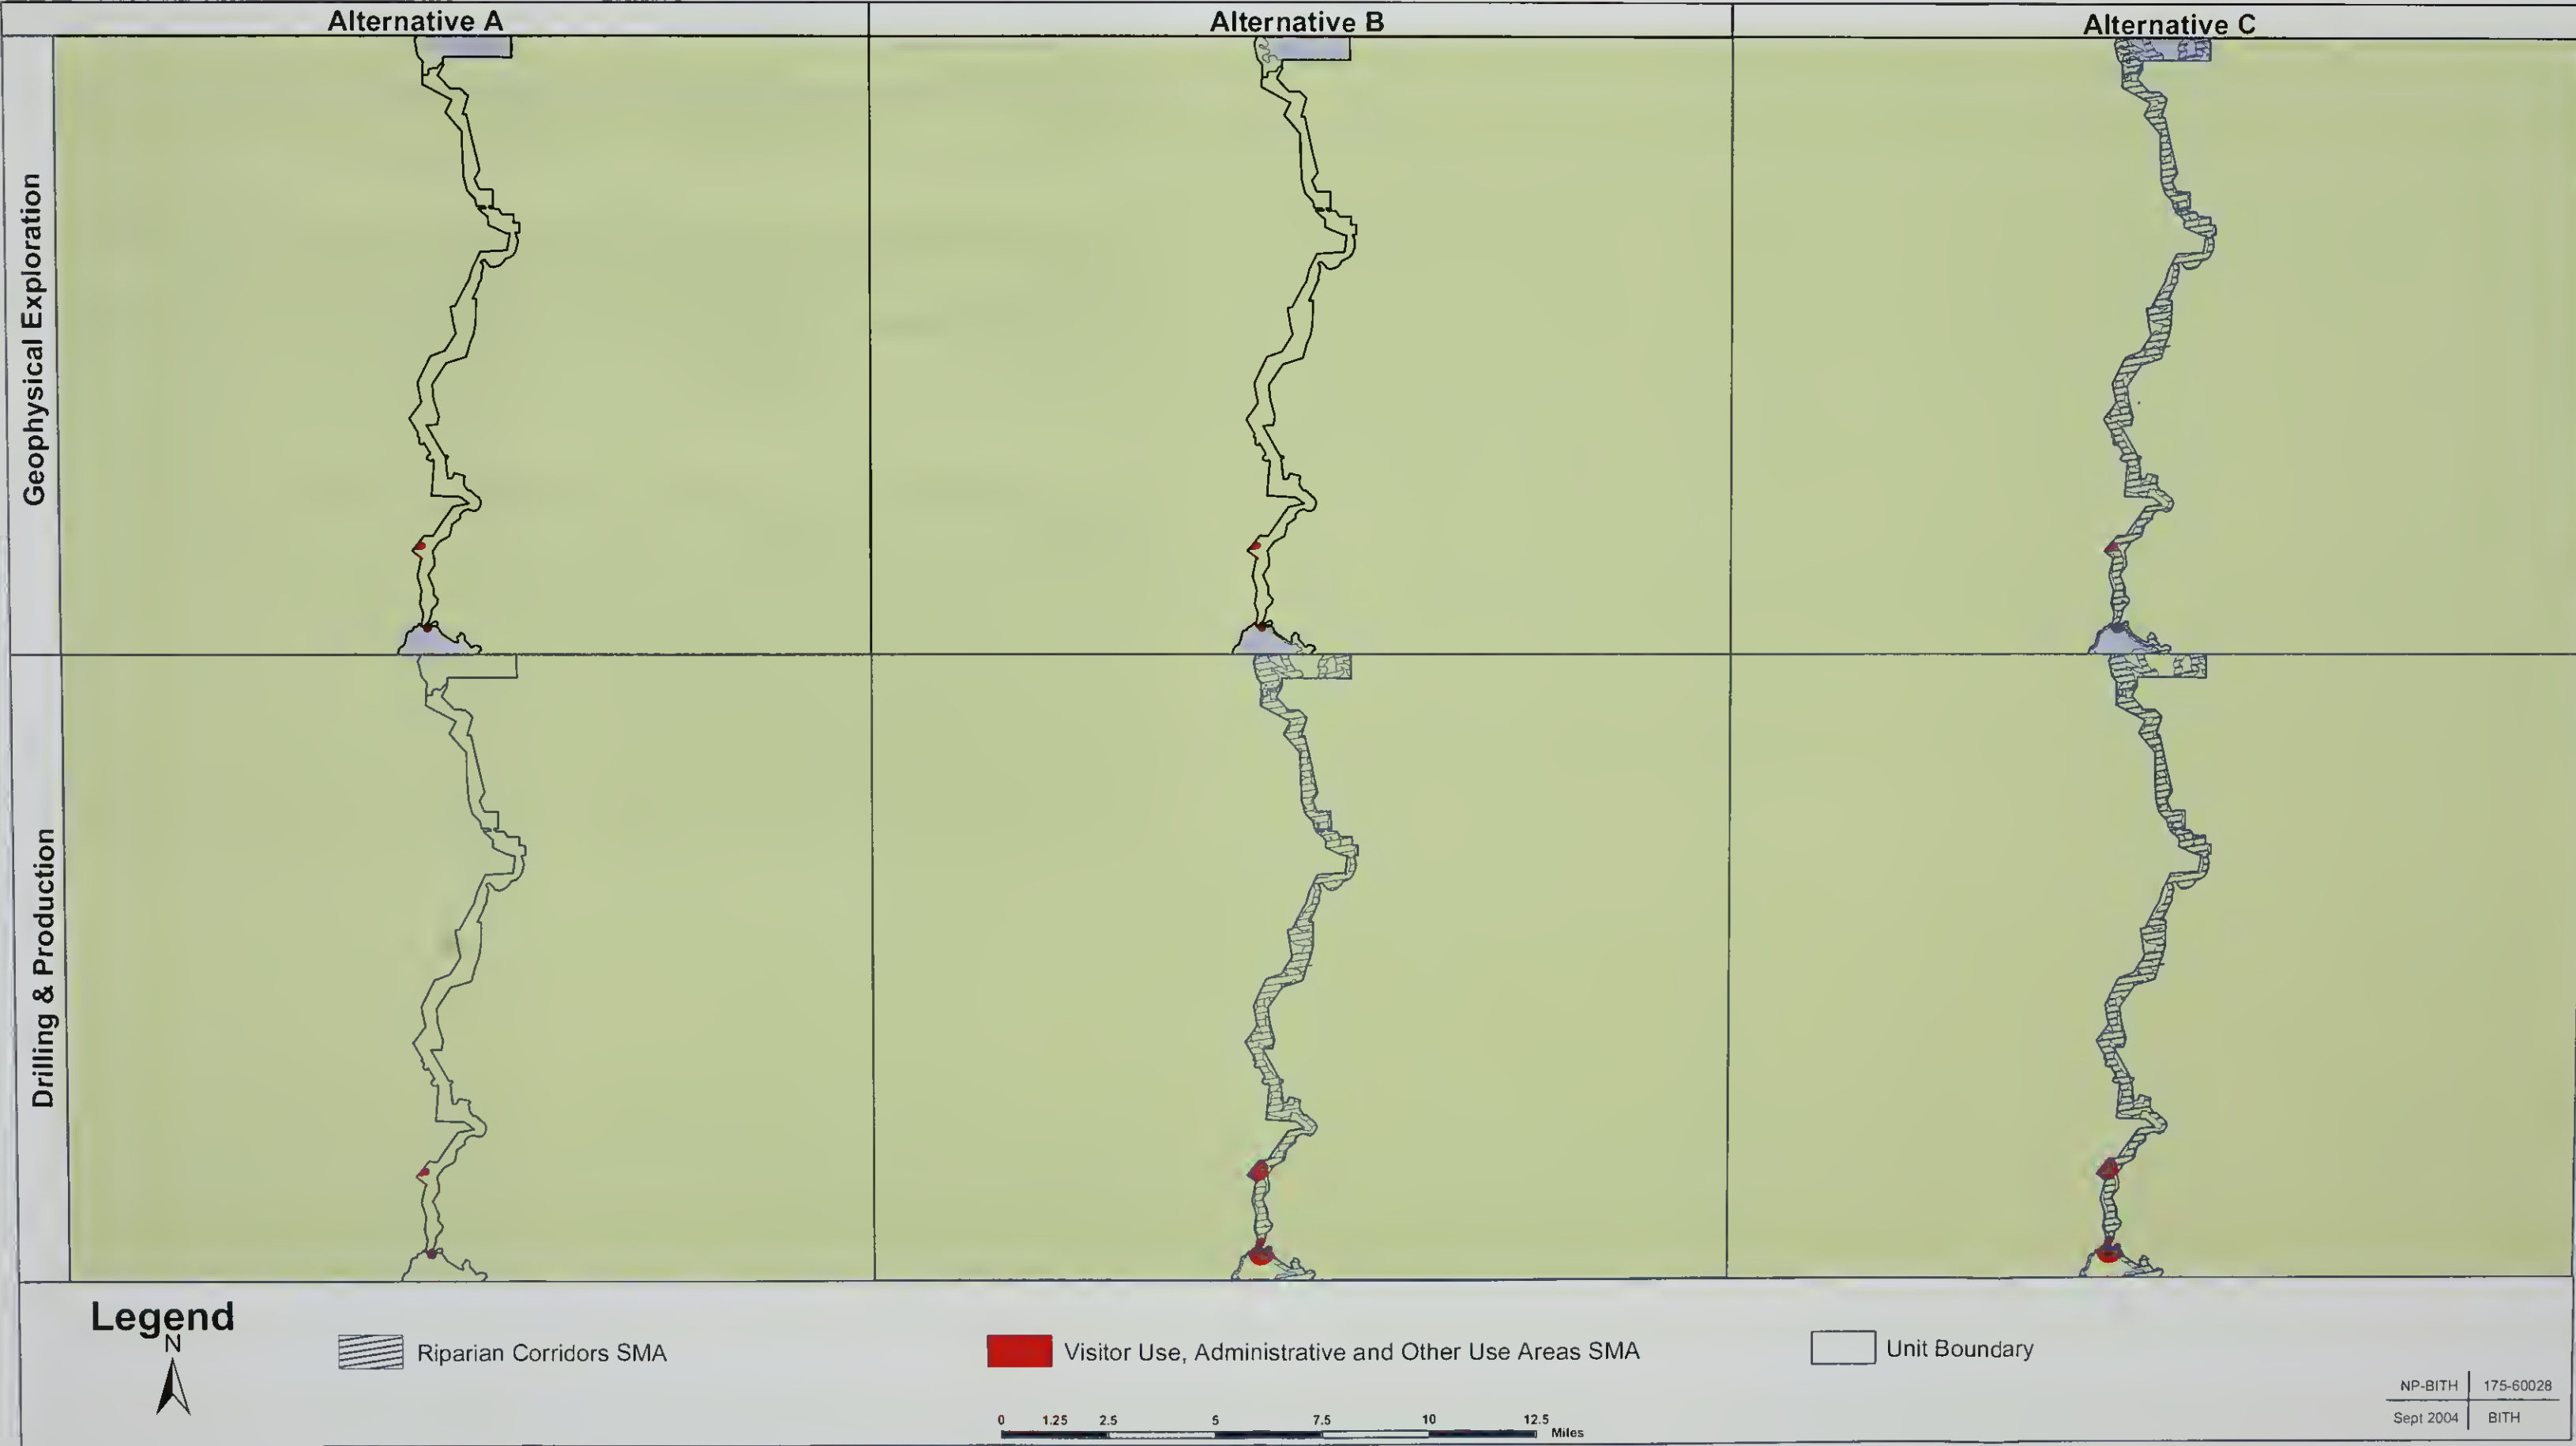 Alternative A
Alternative B
Alternative C
Geophysical Exploration
Drilling & Production
Legend
N
Riparian Corridors SMA
Visitor Use, Administrative and Other Use Areas SMA
Unit Boundary
0 1.25 2.5 5 7.5 10 12.5
Miles
NP-BITH 175-60028
Sept 2004 BITH